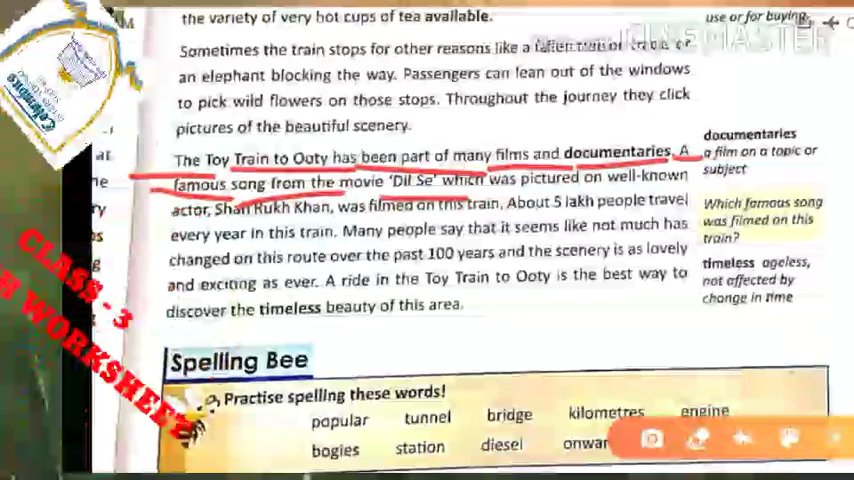 the variety of very hot cups of tea available.
use or for buying.
Sometimes the train stops for other reasons like a fallen
an elephant blocking the way. Passengers can lean out of the windows
to pick wild flowers on those stops. Throughout the journey they click
pictures of the beautiful scenery.
The Toy Train to Ooty has been part of many films and documentaries. A
famous song from the movie 'Dil Se' which was pictured on well-known
actor, Shah Rukh Khan, was filmed on this train. About 5 lakh people travel
every year in this train. Many people say that it seems like not much has
changed on this route over the past 100 years and the scenery is as lovely
and exciting as ever. A ride in the Toy Train to Ooty is the best way to
discover the timeless beauty of this area.
documentaries
a film on a topic or
subject
Which famous song
was filmed on this
train?
timeless ageless,
not affected by
change in time
Spelling Bee
Practise spelling these words!
popular tunnel bridge kilometres engine
bogies station diesel onwar
CLASS - 3
WORKSHEET
Columbus